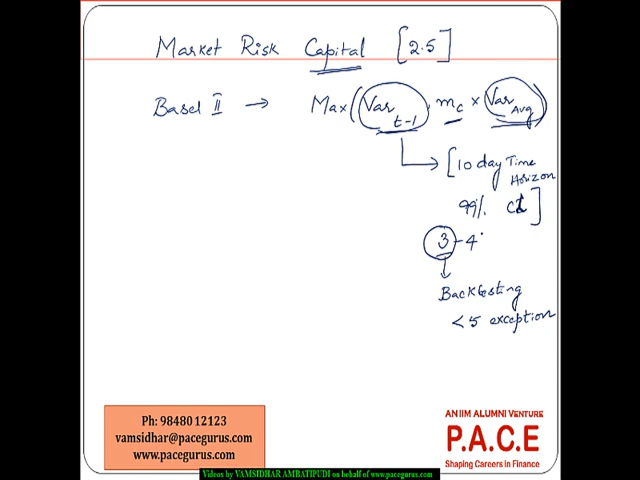 Market Risk Capital [2.5]
Basel II → Max(Var t-1, mc × Var Avg)
[10 day Time Horizon
99% CL]
3 - 4
Backtesting
< 5 exception
Ph: 98480 12123
vamsidhar@pacegurus.com
www.pacegurus.com
AN IIM ALUMNI VENTURE
P.A.C.E
Shaping Careers in Finance
Videos by VAMSIDHAR AMBATIPUDI on behalf of www.pacegurus.com